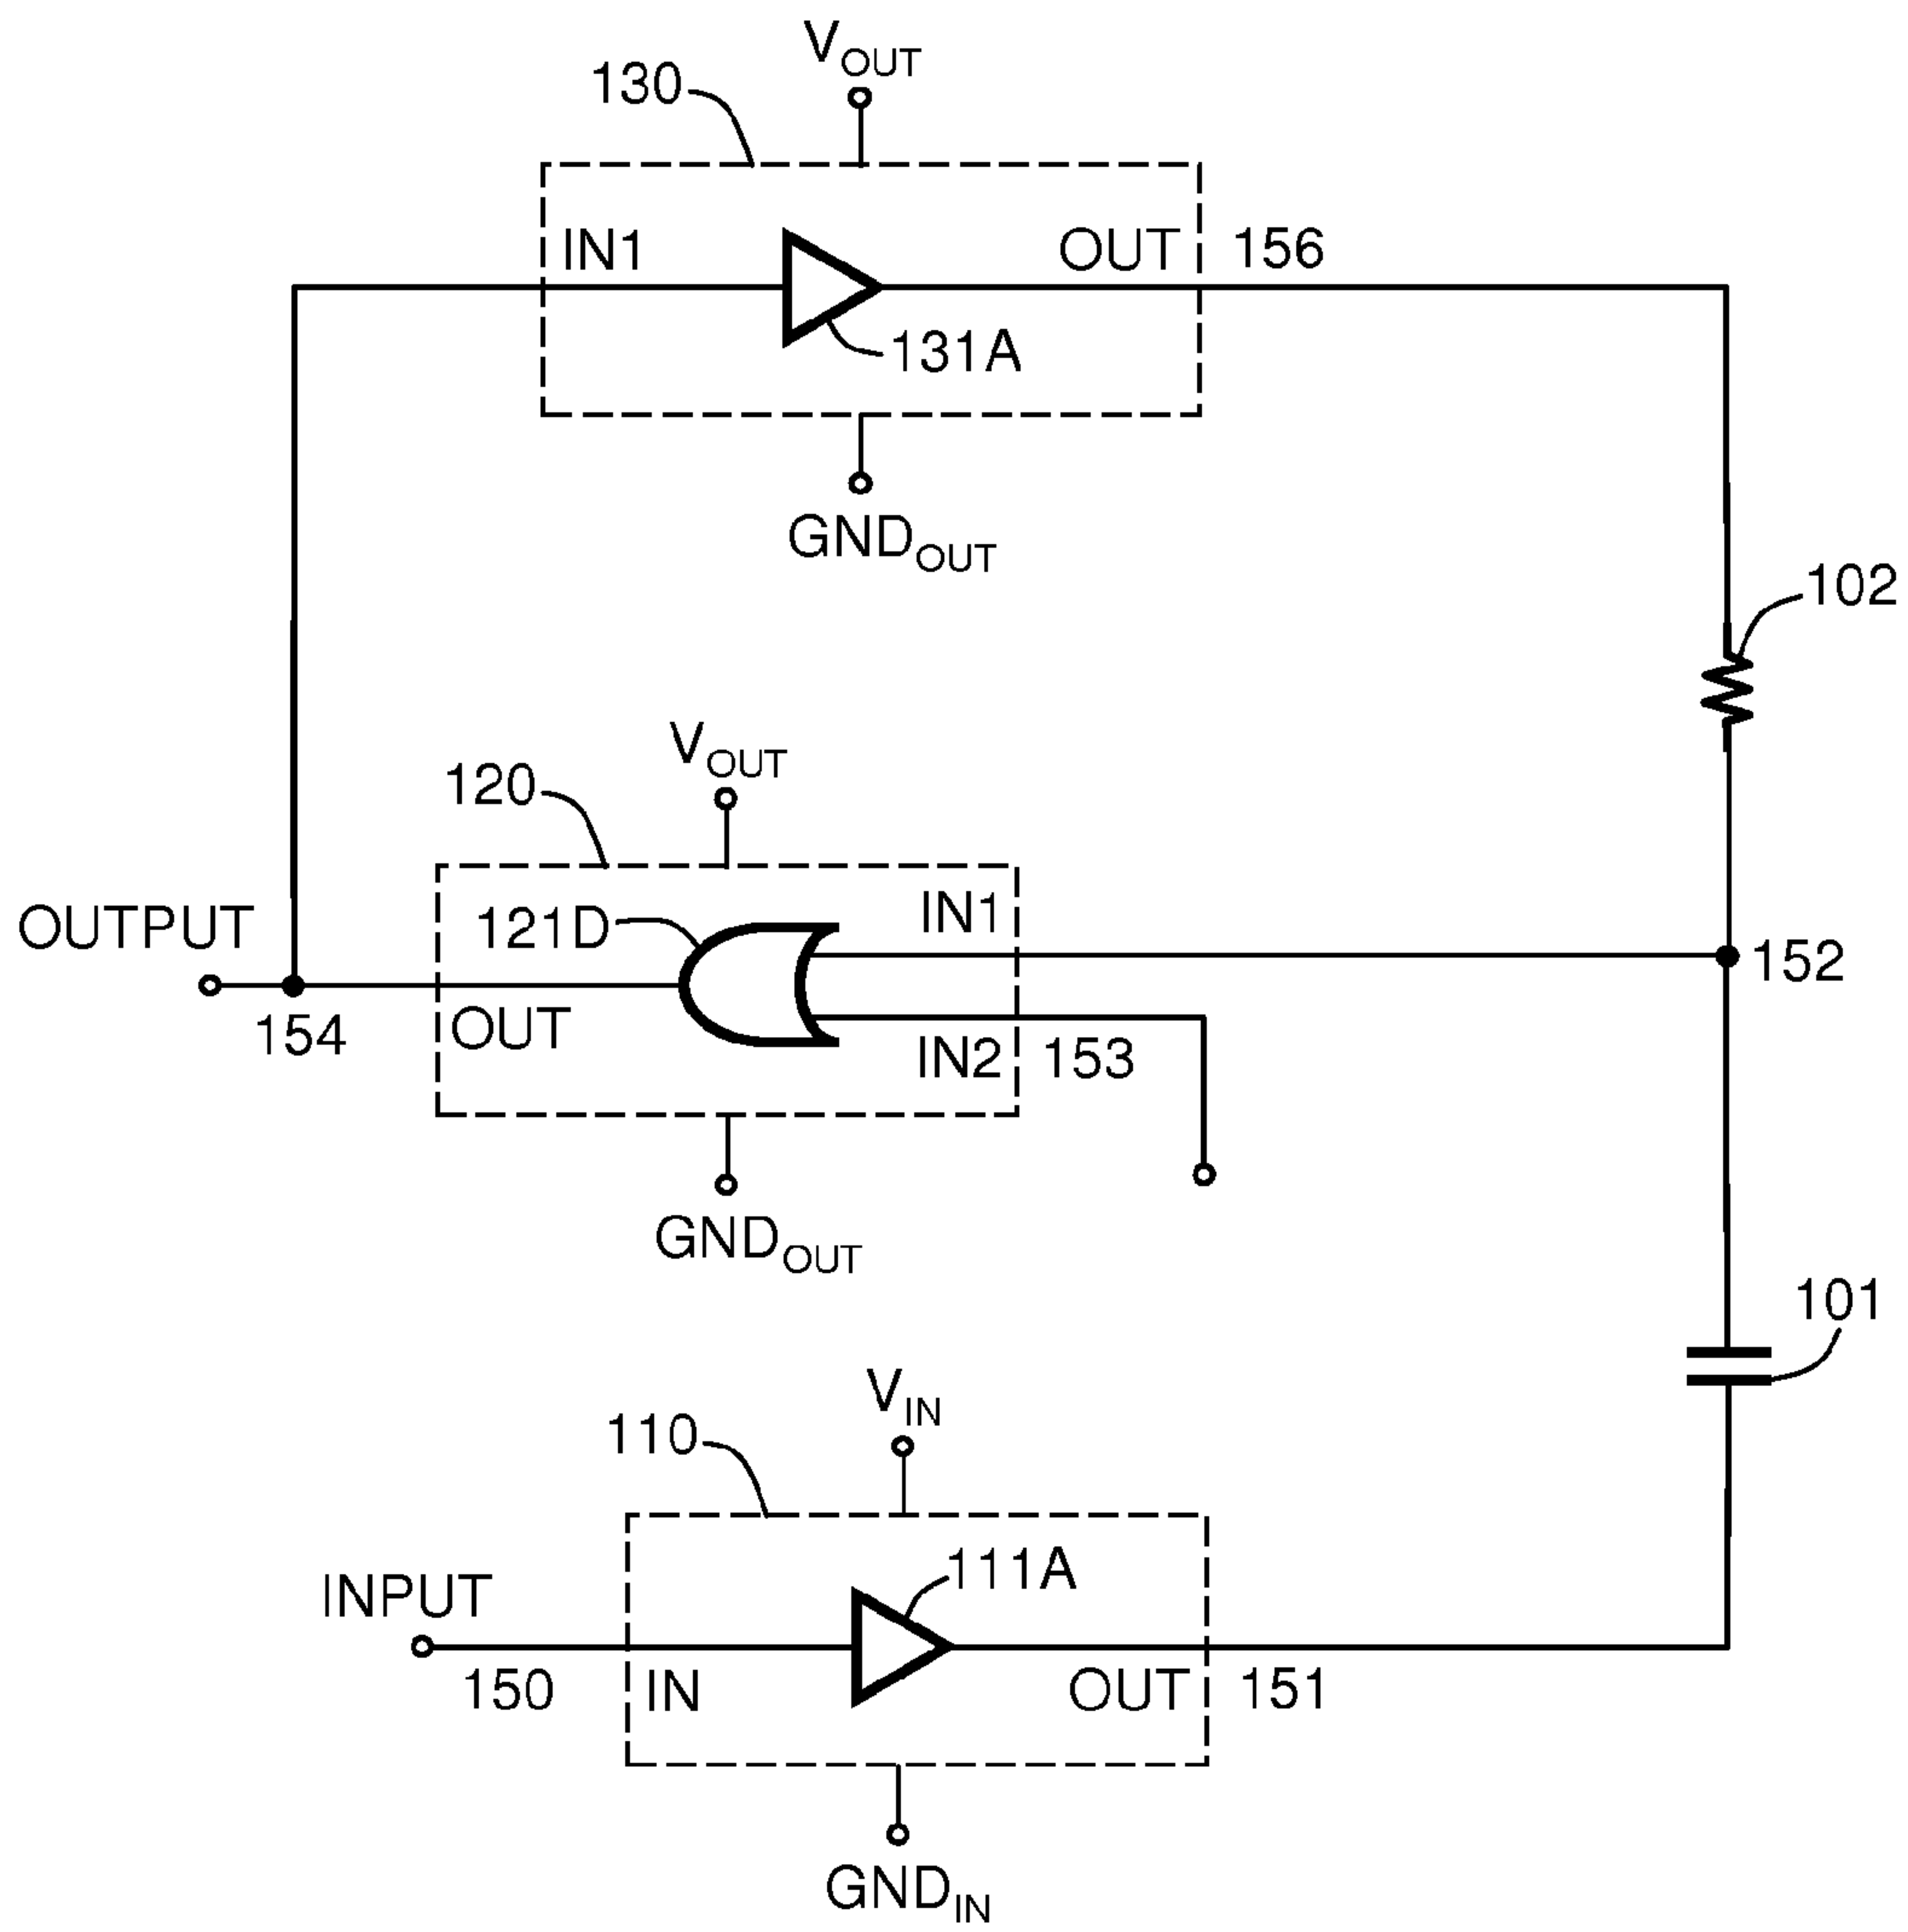 V_OUT
130
IN1
OUT
156
131A
GND_OUT
102
V_OUT
120
OUTPUT
121D
IN1
152
154
OUT
IN2
153
GND_OUT
101
V_IN
110
111A
INPUT
150
IN
OUT
151
GND_IN